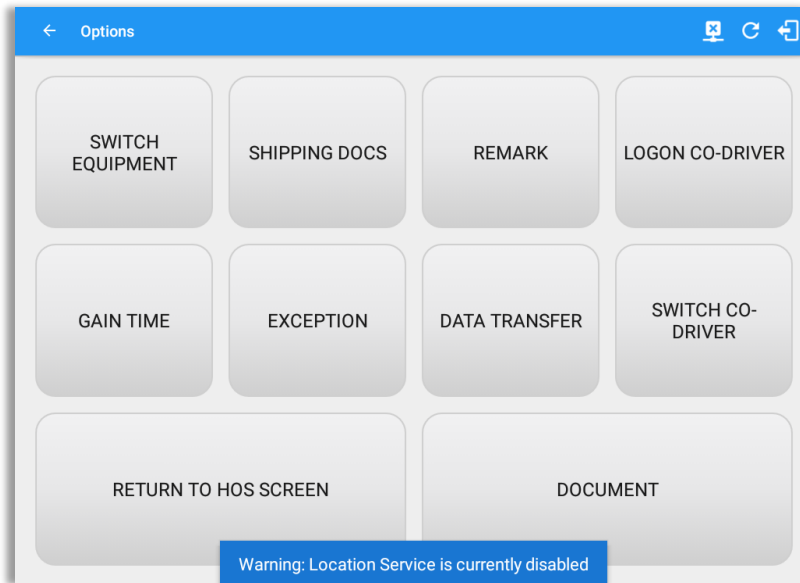 Options
SWITCH
EQUIPMENT
SHIPPING DOCS
REMARK
LOGON CO-DRIVER
GAIN TIME
EXCEPTION
DATA TRANSFER
SWITCH CO-
DRIVER
RETURN TO HOS SCREEN
DOCUMENT
Warning: Location Service is currently disabled